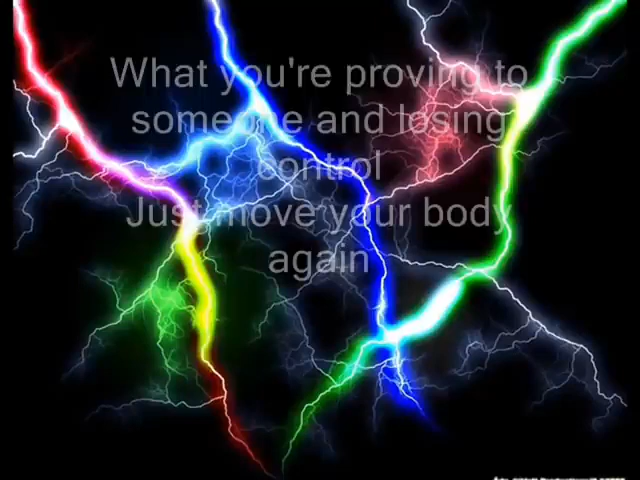 What you're proving to
someone and losing
control
Just move your body
again